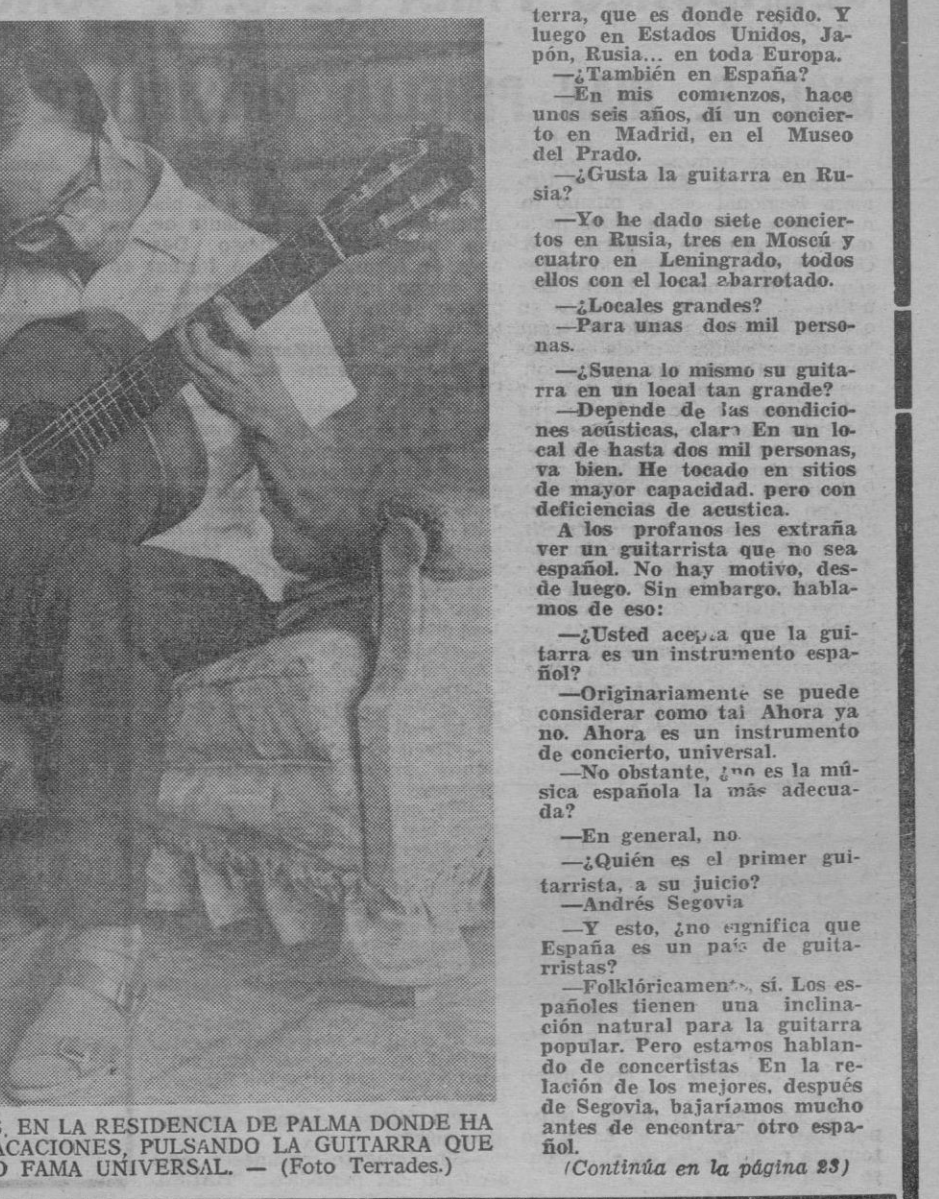 terra, que es donde resido. Y
luego en Estados Unidos, Ja-
pón, Rusia... en toda Europa.
—¿También en España?
—En mis comienzos, hace
unos seis años, dí un concier-
to en Madrid, en el Museo
del Prado.
—¿Gusta la guitarra en Ru-
sia?
—Yo he dado siete concier-
tos en Rusia, tres en Moscú y
cuatro en Leningrado, todos
ellos con el local abarrotado.
—¿Locales grandes?
—Para unas dos mil perso-
nas.
—¿Suena lo mismo su guita-
rra en un local tan grande?
—Depende de las condicio-
nes acústicas, claro En un lo-
cal de hasta dos mil personas,
va bien. He tocado en sitios
de mayor capacidad. pero con
deficiencias de acustica.
A los profanos les extraña
ver un guitarrista que no sea
español. No hay motivo, des-
de luego. Sin embargo. habla-
mos de eso:
—¿Usted acepta que la gui-
tarra es un instrumento espa-
ñol?
—Originariamente se puede
considerar como tal Ahora ya
no. Ahora es un instrumento
de concierto, universal.
—No obstante, ¿no es la mú-
sica española la más adecua-
da?
—En general, no
—¿Quién es el primer gui-
tarrista, a su juicio?
—Andrés Segovia
—Y esto, ¿no significa que
España es un país de guita-
rristas?
—Folklóricamente, sí. Los es-
pañoles tienen una inclina-
ción natural para la guitarra
popular. Pero estamos hablan-
do de concertistas En la re-
lación de los mejores, después
de Segovia, bajaríamos mucho
antes de encontrar otro espa-
ñol.
(Continúa en la página 23)
S, EN LA RESIDENCIA DE PALMA DONDE HA
ACACIONES, PULSANDO LA GUITARRA QUE
O FAMA UNIVERSAL. — (Foto Terrades.)